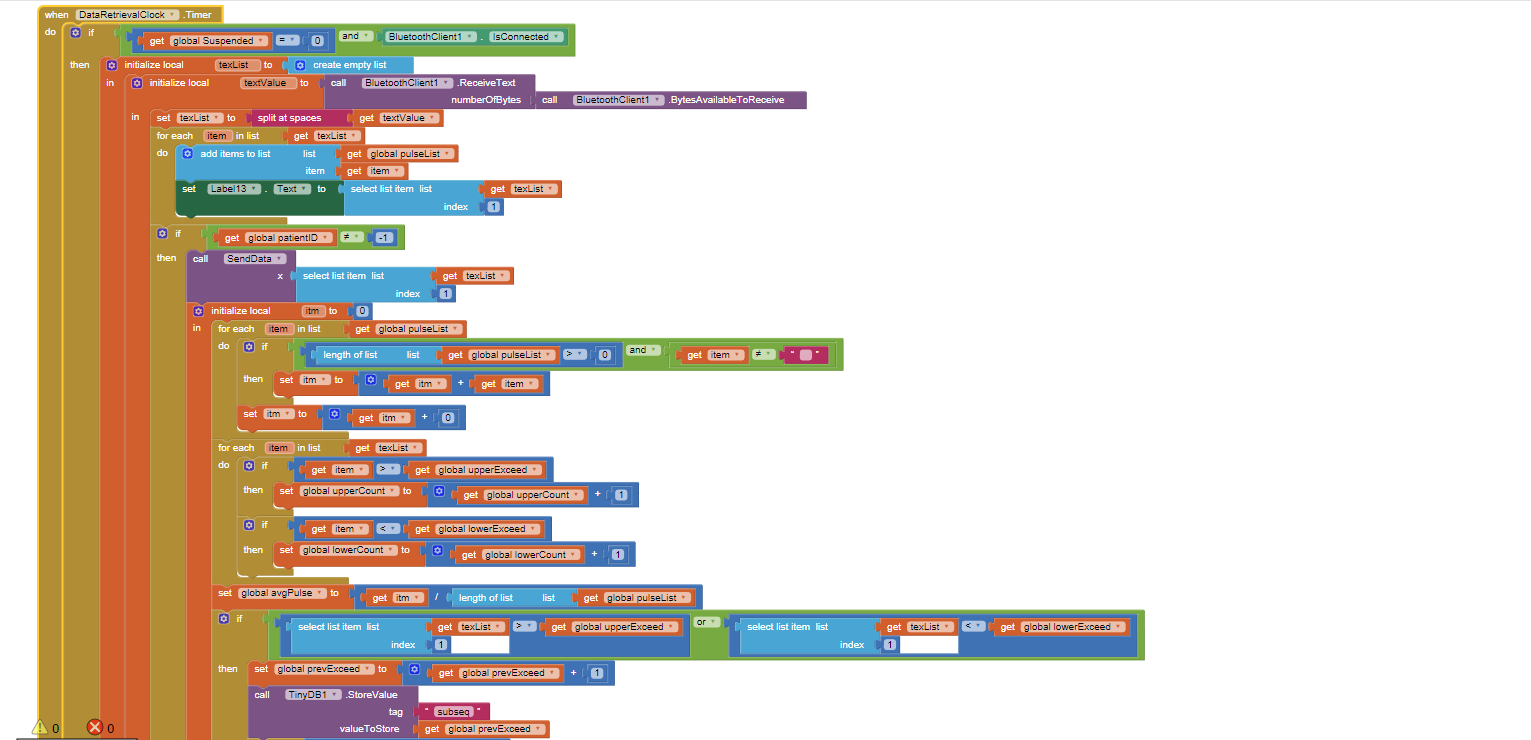 when DataRetrievalClock .Timer
do if get global Suspended = 0 and BluetoothClient1 . IsConnected
then initialize local texList to create empty list
in initialize local textValue to call BluetoothClient1 .ReceiveText
numberOfBytes call BluetoothClient1 .BytesAvailableToReceive
in set texList to split at spaces get textValue
for each item in list get texList
do add items to list list get global pulseList
item get item
set Label13 . Text to select list item list get texList
index 1
if get global patientID ≠ -1
then call SendData
x select list item list get texList
index 1
initialize local itm to 0
in for each item in list get global pulseList
do if length of list list get global pulseList > 0 and get item ≠ " "
then set itm to get itm + get item
set itm to get itm + 0
for each item in list get texList
do if get item > get global upperExceed
then set global upperCount to get global upperCount + 1
if get item < get global lowerExceed
then set global lowerCount to get global lowerCount + 1
set global avgPulse to get itm / length of list list get global pulseList
if select list item list get texList > get global upperExceed or select list item list get texList < get global lowerExceed
index 1 index 1
then set global prevExceed to get global prevExceed + 1
call TinyDB1 .StoreValue
tag " subseq "
valueToStore get global prevExceed
0 0